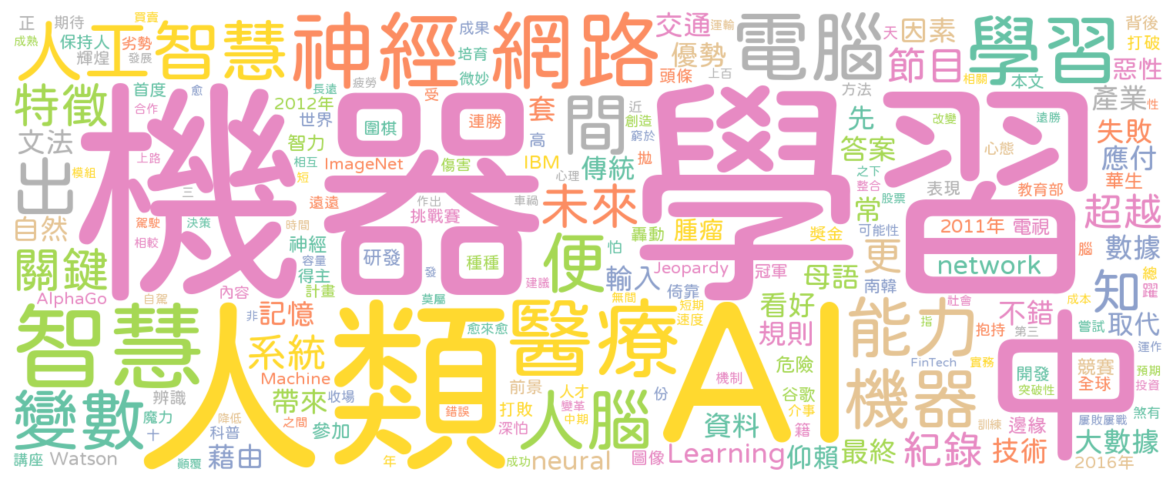 人工智慧
神經網路
電腦
學習
機器學習
人類
AI
中
智慧
醫療
能力
機器
變數
人腦
未來
便
間
出
特徵
關鍵
知
超越
節目
交通
優勢
因素
產業
惡性
背後
打破
失敗
應付
華生
教育部
正
期待
賣書
保持人
劣勢
成熟
輝煌
發展
成果
培育
微妙
疲勞
頭條
上百
運輸
天
相關
本文
方法
性
文法
首度
愈
合作
2012年
世界
長遠
受
套
圍棋
連勝
高
近
創造
窮於
先
改變
遠勝
心態
答案
智力
上路
模組
相互
ImageNet
傷害
IBM
傳統
拋
心理
之下
整合
表現
股票
自然
三
短
駕駛
決策
相較
遠遠
時間
作出
挑戰賽
車禍
轟動
腫瘤
怕
獎金
常
可能性
更
2011年
電視
腦
數據
神經
容量
得主
研發
種種
發
計畫
建議
輸入
Jeopardy
冠軍
母語
network
南韓
總
躍
AlphaGo
自駕
內容
非
記憶
莫屬
愈來愈
倚靠
無間
短期
速度
看好
規則
社會
指
不錯
抱持
成本
第三
取代
嘗試
運作
系統
Machine
收場
帶來
前景
人才
打敗
變革
中期
深怕
錯誤
危險
谷歌
介事
機制
份
籍
FinTech
實務
開發
突破性
競賽
全球
預期
投資
辨識
魔力
十
降低
之間
科普
參加
資料
訓練
邊緣
煞有
屢敗屢戰
大數據
講座
Watson
顛覆
藉由
年
成功
neural
圖像
Learning
仰賴
最終
紀錄
技術
2016年